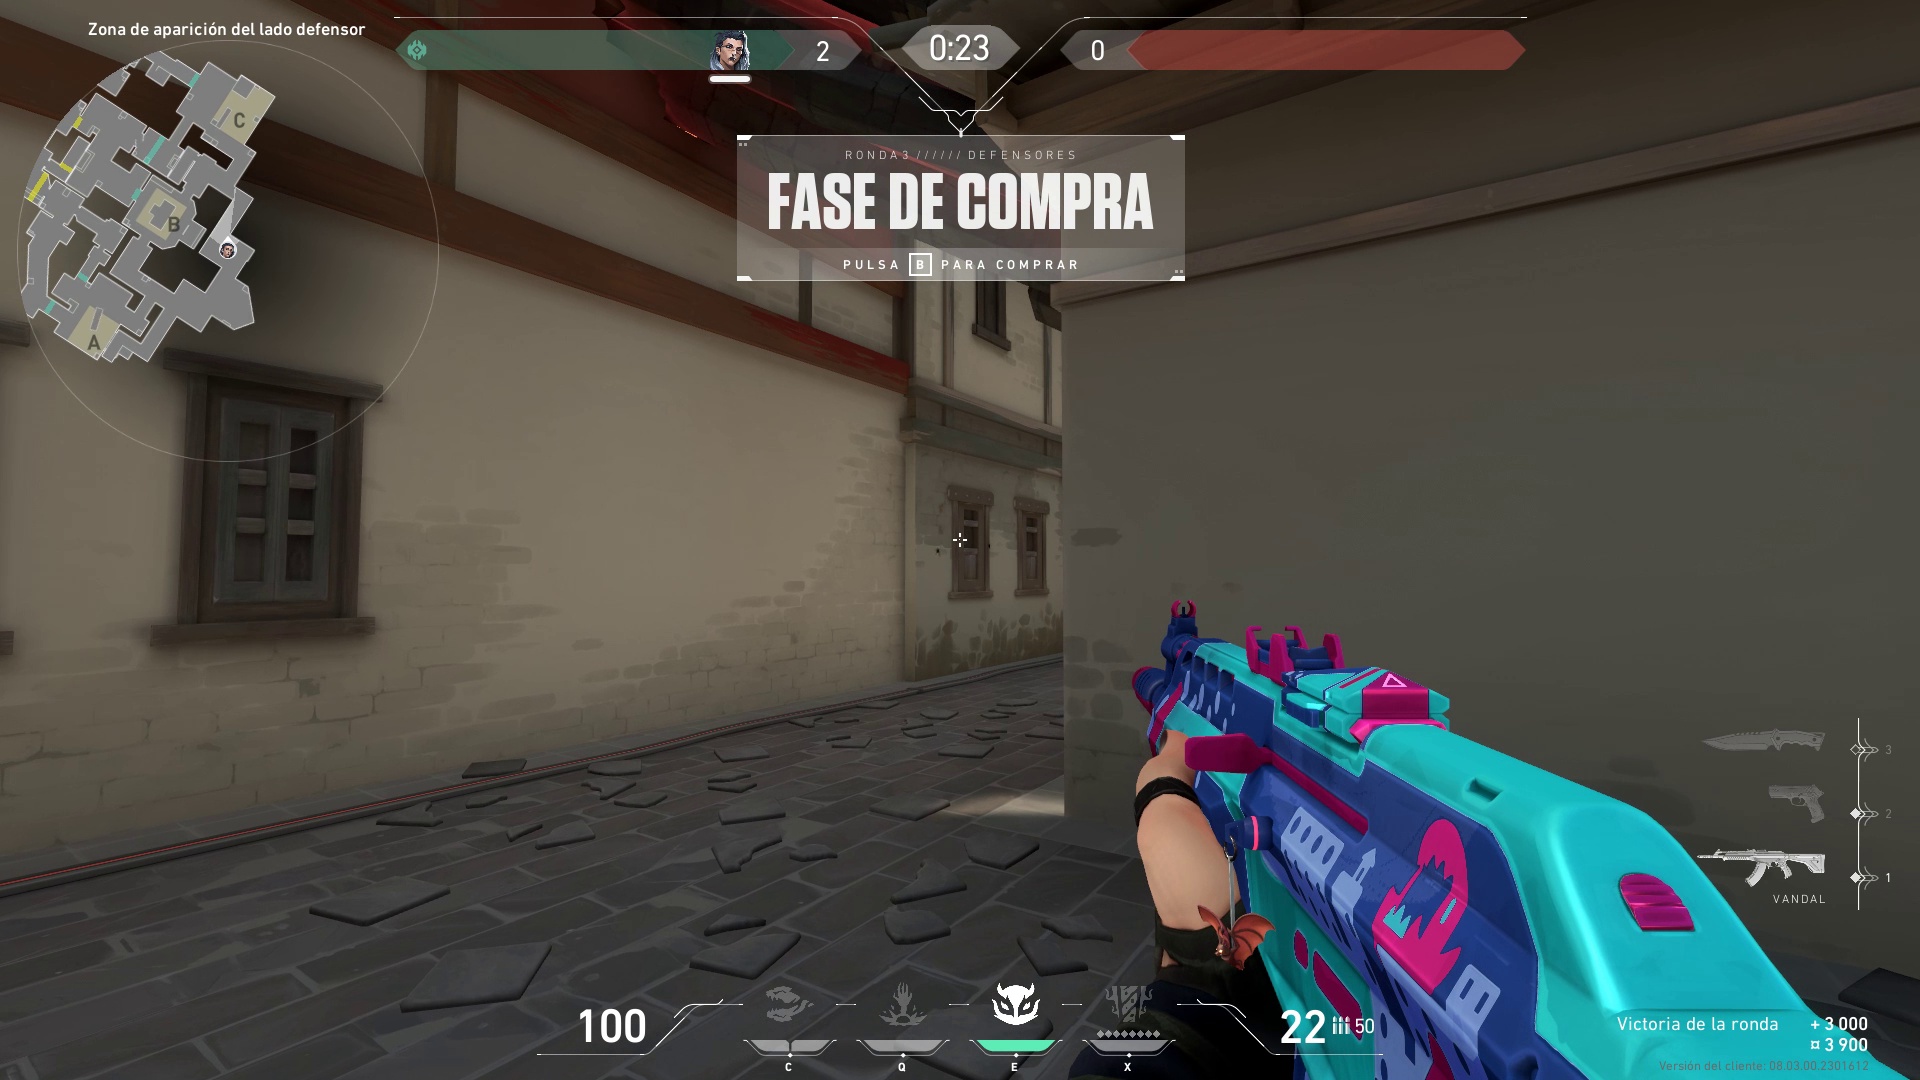 Zona de aparición del lado defensor
2
0:23
0
C
B
A
RONDA 3 ////// DEFENSORES
FASE DE COMPRA
PULSA B PARA COMPRAR
3
2
1
VANDAL
100
22
50
C
Q
E
X
Victoria de la ronda + 3 000
¤ 3 900
Versión del cliente: 08.03.00.2301612